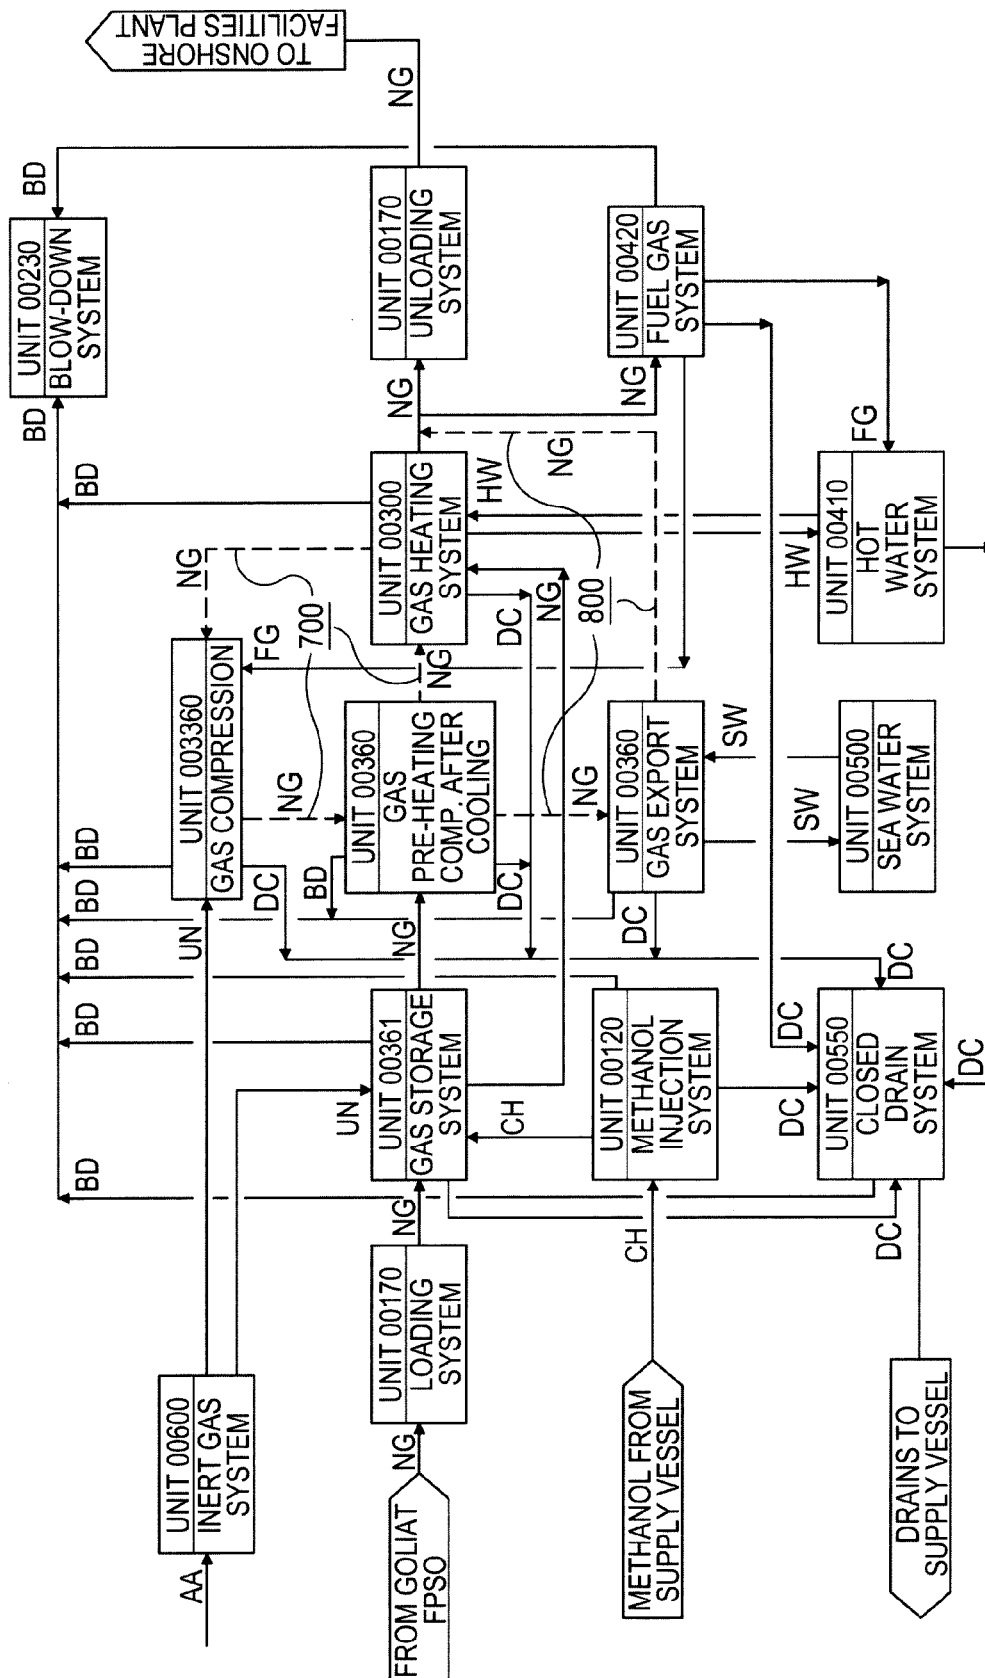 TO ONSHORE
FACILITIES PLANT
NG
BD
UNIT 00230
BLOW-DOWN
SYSTEM
BD
UNIT 00170
UNLOADING
SYSTEM
UNIT 00420
FUEL GAS
SYSTEM
NG
NG
FG
BD
NG
UNIT 00300
GAS HEATING
SYSTEM
HW
NG
HW
UNIT 00410
HOT
WATER
SYSTEM
700
FG
NG
DC
NG
800
UNIT 003360
GAS COMPRESSION
NG
UNIT 00360
GAS
PRE-HEATING
COMP. AFTER
COOLING
NG
UNIT 00360
GAS EXPORT
SYSTEM
SW
SW
UNIT 00500
SEA WATER
SYSTEM
BD
BD
BD
BD
BD
UN
DC
BD
NG
DC
DC
DC
DC
UNIT 00361
GAS STORAGE
SYSTEM
UN
CH
UNIT 00120
METHANOL
INJECTION
SYSTEM
DC
UNIT 00550
CLOSED
DRAIN
SYSTEM
DC
NG
CH
DC
UNIT 00170
LOADING
SYSTEM
UNIT 00600
INERT GAS
SYSTEM
AA
NG
FROM GOLIAT
FPSO
METHANOL FROM
SUPPLY VESSEL
DRAINS TO
SUPPLY VESSEL